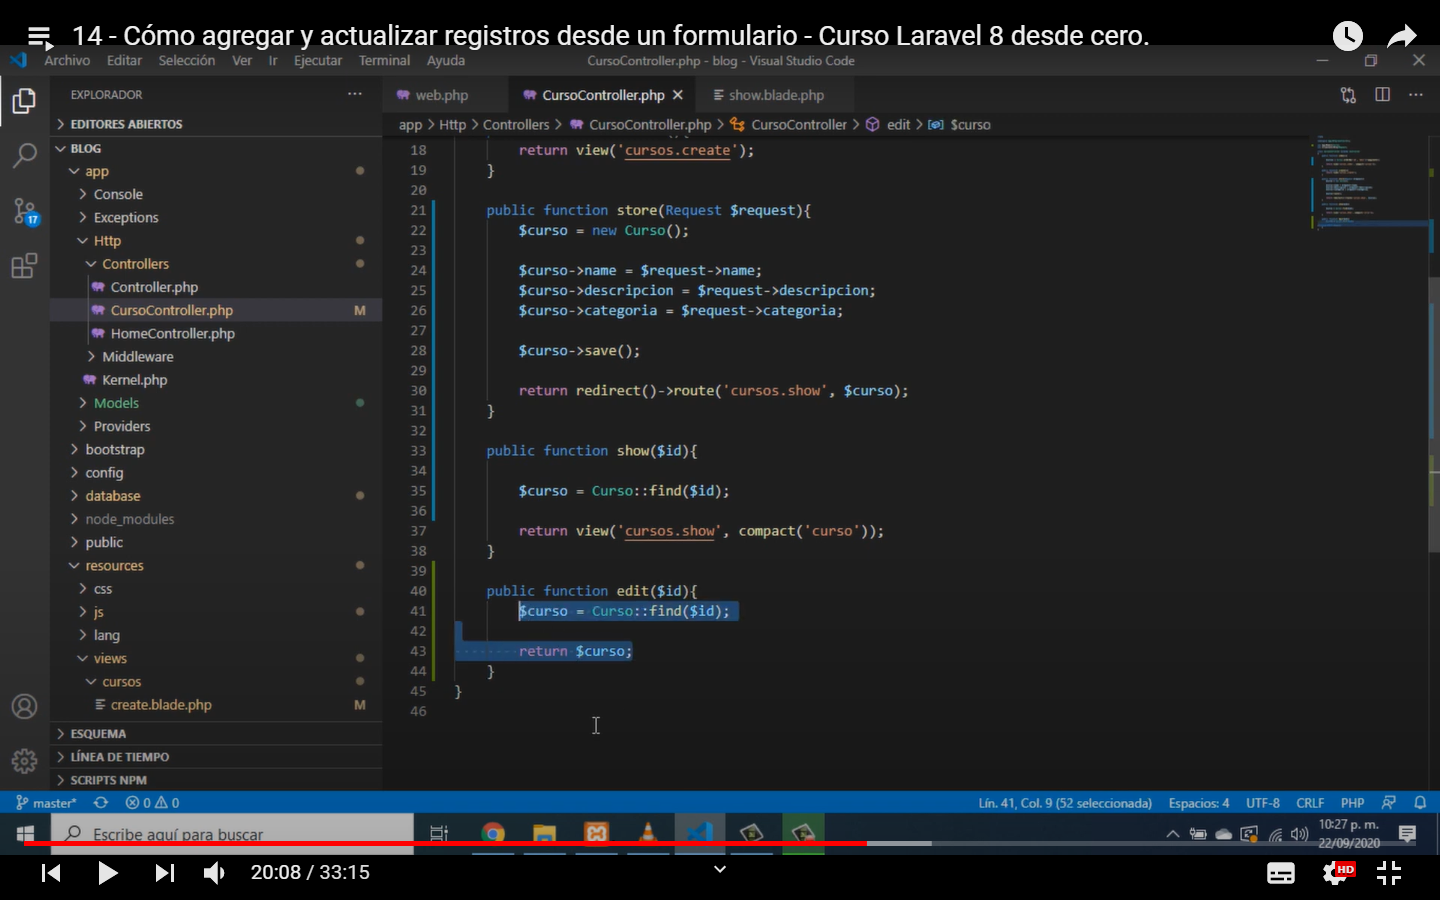 14 - Cómo agregar y actualizar registros desde un formulario - Curso Laravel 8 desde cero.
Archivo Editar Selección Ver Ir Ejecutar Terminal Ayuda CursoController.php - blog - Visual Studio Code
EXPLORADOR
web.php CursoController.php show.blade.php
app > Http > Controllers > CursoController.php > CursoController > edit > $curso
EDITORES ABIERTOS
BLOG
app
Console
Exceptions
Http
Controllers
Controller.php
CursoController.php M
HomeController.php
Middleware
Kernel.php
Models
Providers
bootstrap
config
database
node_modules
public
resources
css
js
lang
views
cursos
create.blade.php M
ESQUEMA
LÍNEA DE TIEMPO
SCRIPTS NPM
17
18 return view('cursos.create');
19 }
20
21 public function store(Request $request){
22 $curso = new Curso();
23
24 $curso->name = $request->name;
25 $curso->descripcion = $request->descripcion;
26 $curso->categoria = $request->categoria;
27
28 $curso->save();
29
30 return redirect()->route('cursos.show', $curso);
31 }
32
33 public function show($id){
34
35 $curso = Curso::find($id);
36
37 return view('cursos.show', compact('curso'));
38 }
39
40 public function edit($id){
41 $curso = Curso::find($id);
42
43 return $curso;
44 }
45 }
46
master* 0 0 Lín. 41, Col. 9 (52 seleccionada) Espacios: 4 UTF-8 CRLF PHP
Escribe aquí para buscar
10:27 p. m.
22/09/2020
20:08 / 33:15
HD